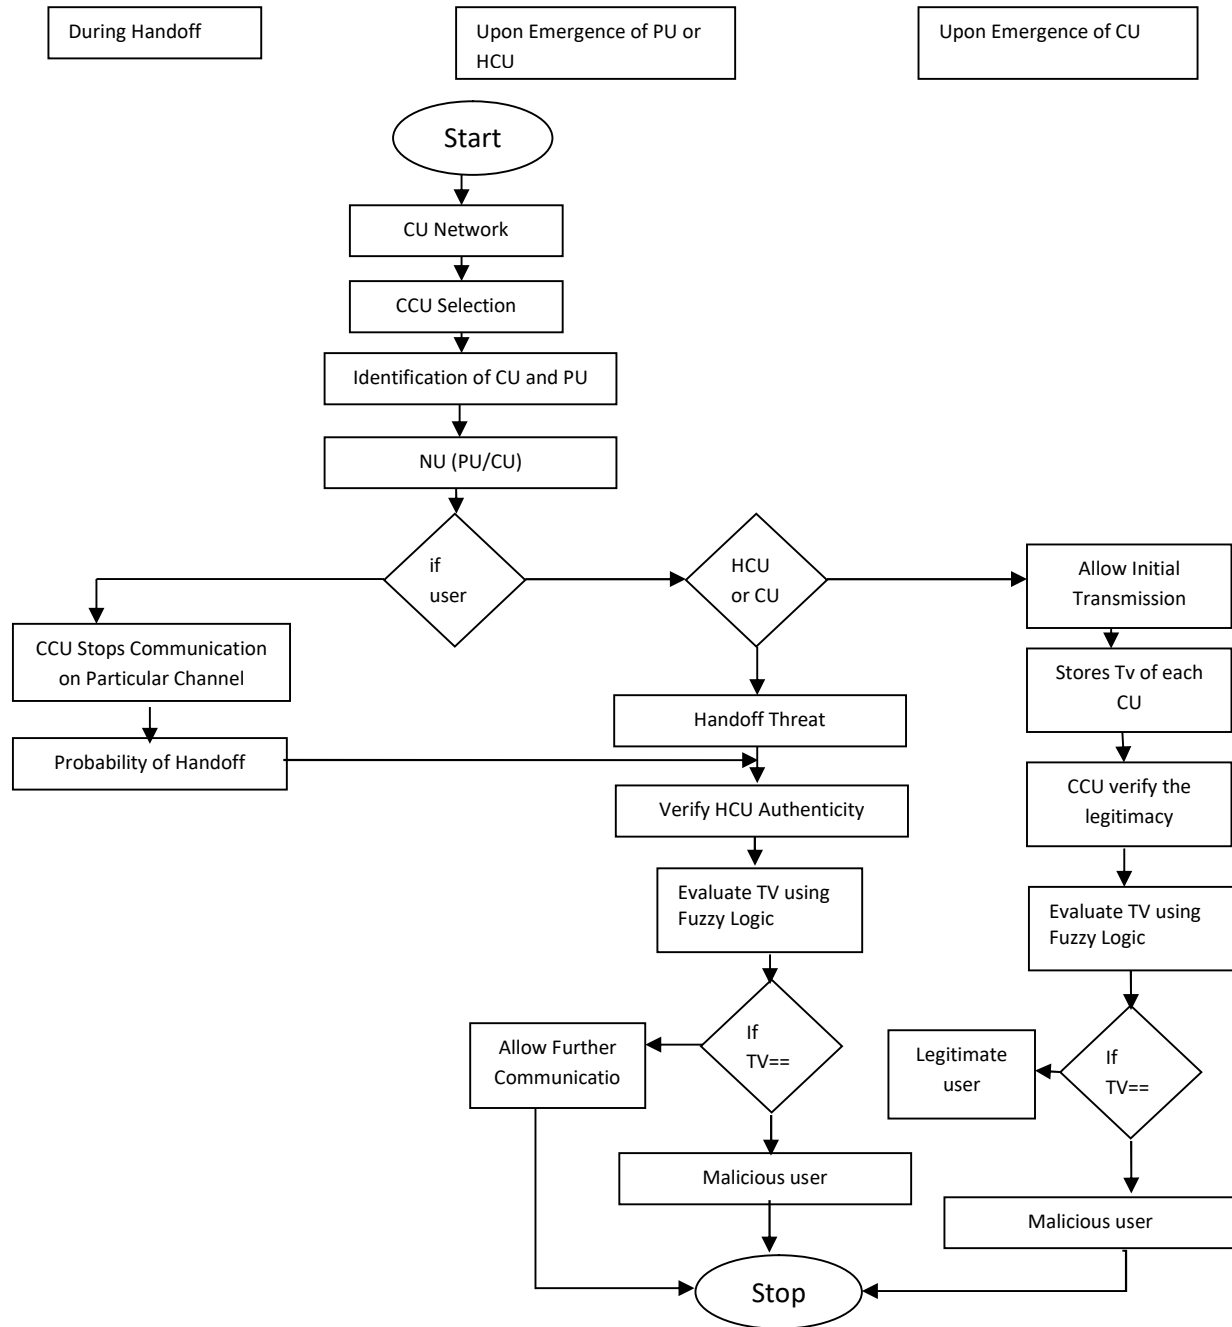 During Handoff
Upon Emergence of PU or
HCU
Upon Emergence of CU
Start
CU Network
CCU Selection
Identification of CU and PU
NU (PU/CU)
if
user
HCU
or CU
Allow Initial
Transmission
CCU Stops Communication
on Particular Channel
Stores Tv of each
CU
Handoff Threat
Probability of Handoff
CCU verify the
legitimacy
Verify HCU Authenticity
Evaluate TV using
Fuzzy Logic
Evaluate TV using
Fuzzy Logic
If
TV==
Allow Further
Communicatio
Legitimate
user
If
TV==
Malicious user
Malicious user
Stop